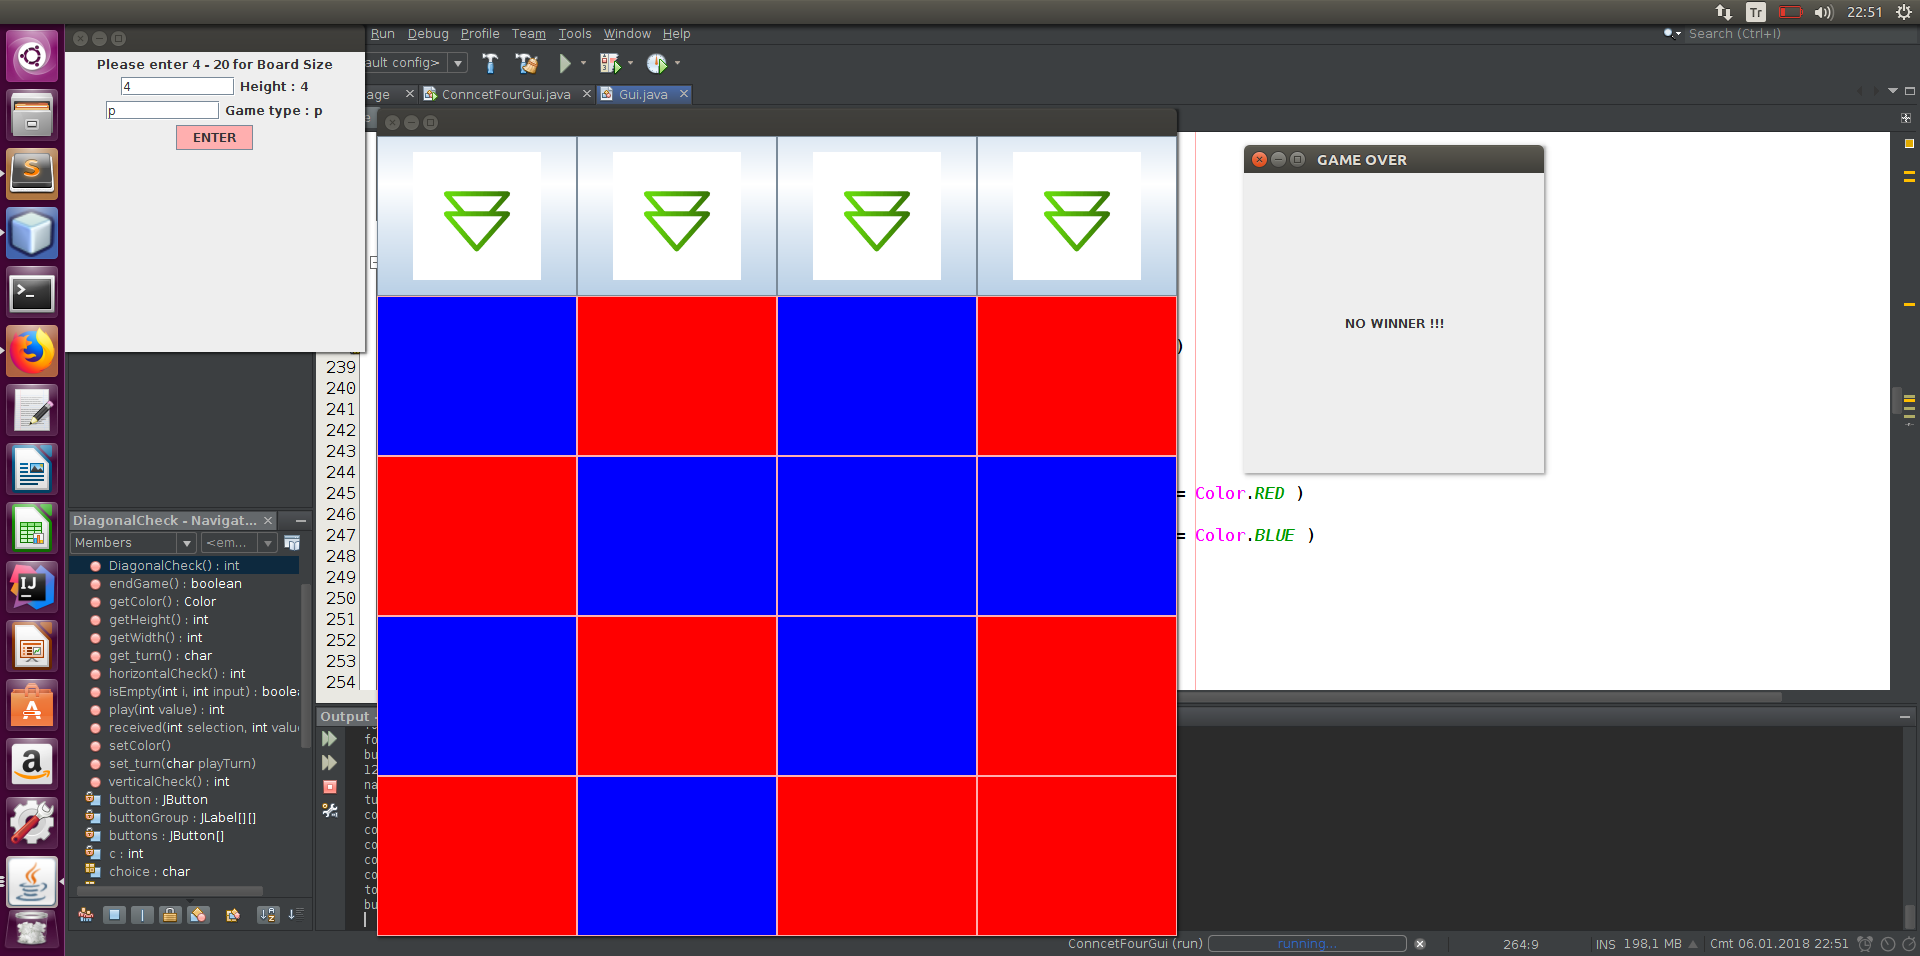 Tr
22:51
Run Debug Profile Team Tools Window Help
Search (Ctrl+I)
Please enter 4 - 20 for Board Size
4 Height : 4
p Game type : p
ENTER
ault config>
age ConncetFourGui.java Gui.java
GAME OVER
NO WINNER !!!
)
239
240
241
242
243
244
245 = Color.RED )
246
247 = Color.BLUE )
248
249
250
251
252
253
254
DiagonalCheck - Navigat...
Members <em...
DiagonalCheck() : int
endGame() : boolean
getColor() : Color
getHeight() : int
getWidth() : int
get_turn() : char
horizontalCheck() : int
isEmpty(int i, int input) : boolea
play(int value) : int
received(int selection, int valu
setColor()
set_turn(char playTurn)
verticalCheck() : int
button : JButton
buttonGroup : JLabel[][]
buttons : JButton[]
c : int
choice : char
Output -
fo
bu
12
na
tu
co
co
co
co
co
to
bu
ConncetFourGui (run) running... 264:9 INS 198,1 MB Cmt 06.01.2018 22:51